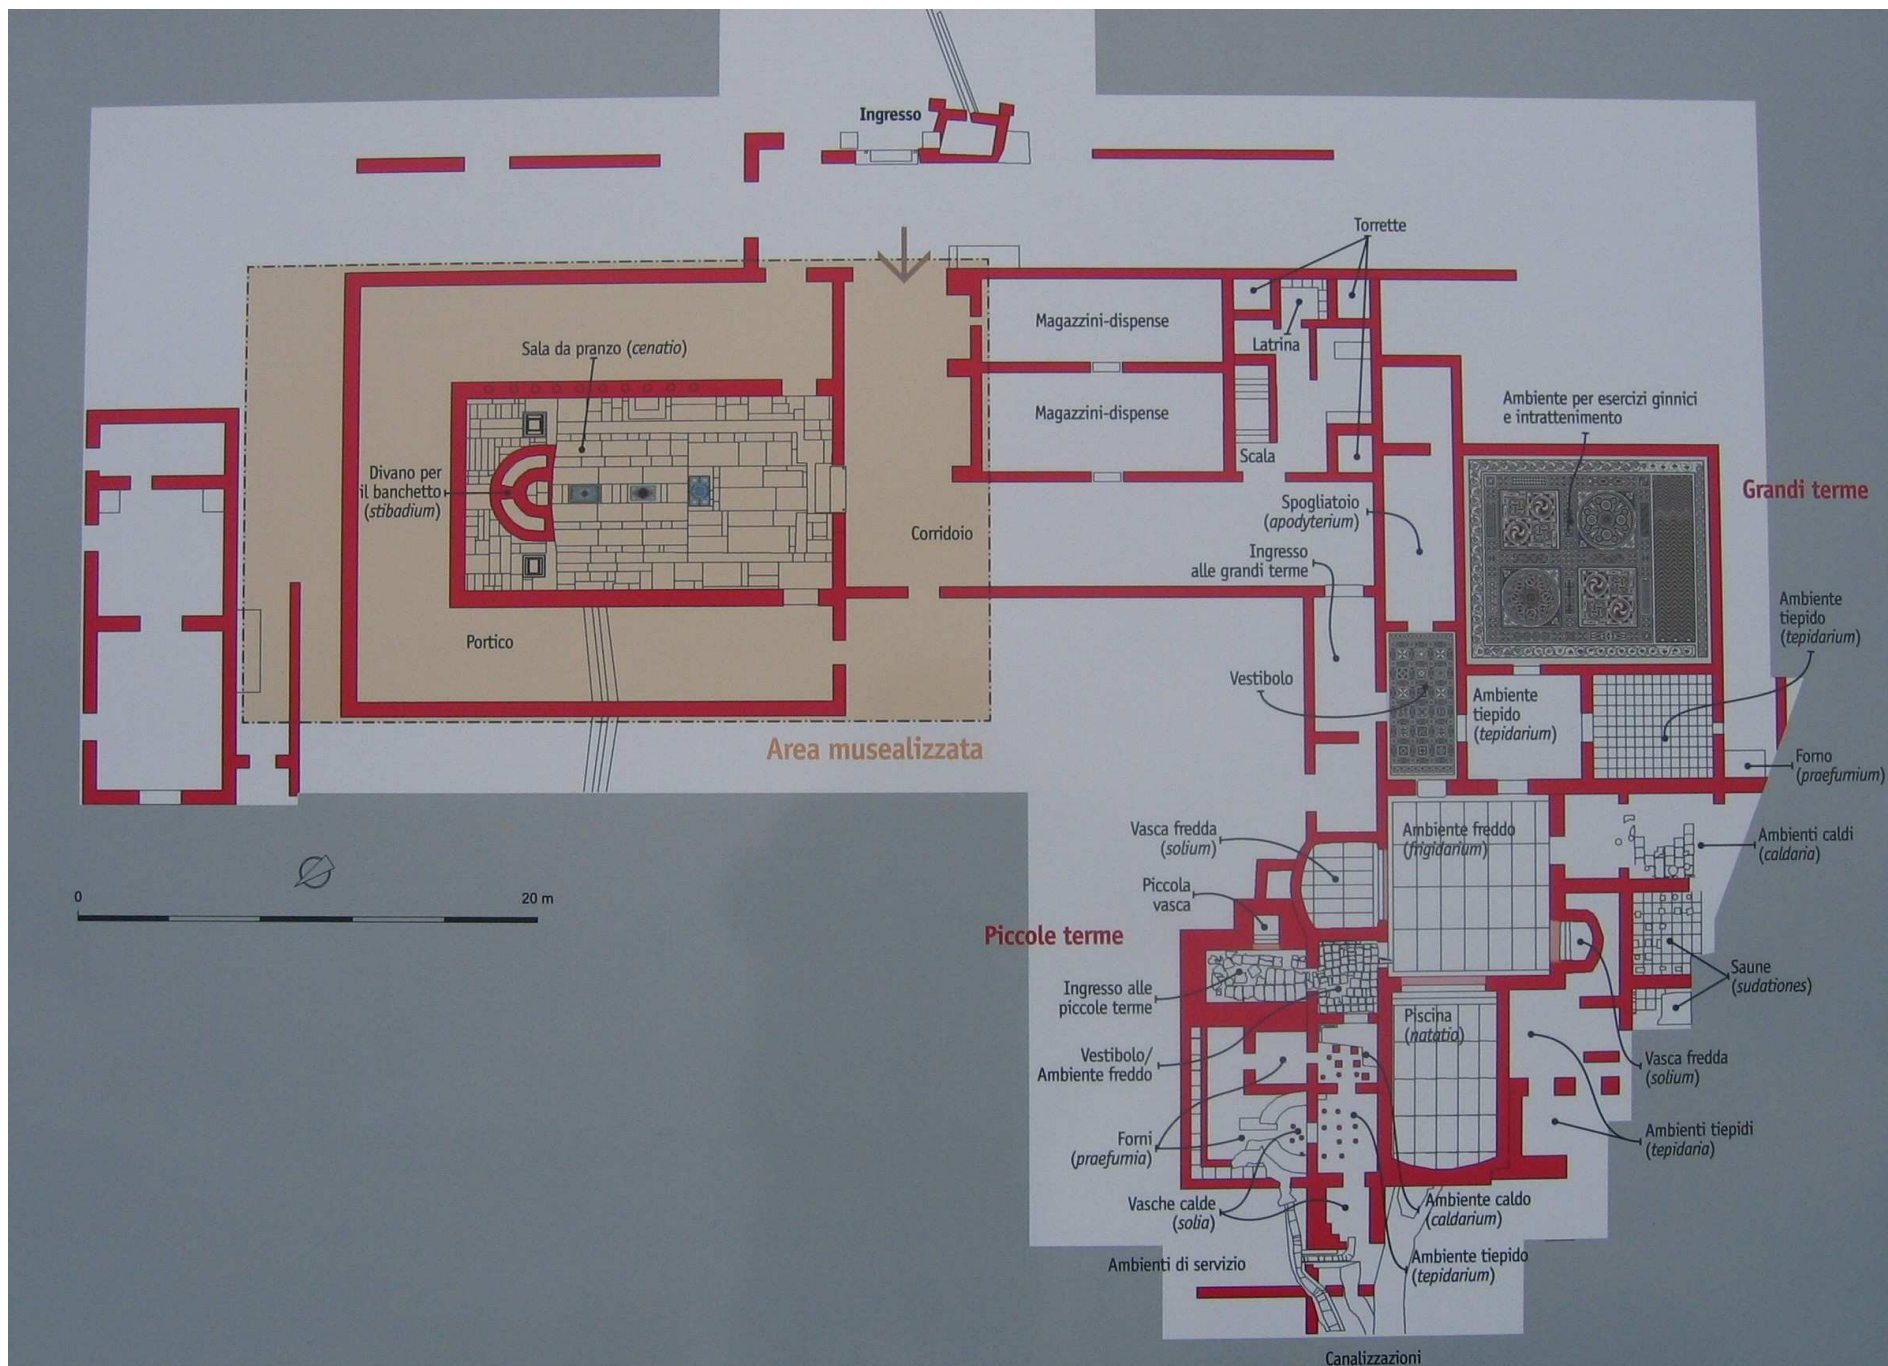 Ingresso
Torrette
Magazzini-dispense
Latrina
Sala da pranzo (cenatio)
Magazzini-dispense
Ambiente per esercizi ginnici
e intrattenimento
Scala
Divano per
il banchetto
(stibadium)
Grandi terme
Spogliatoio
(apodyterium)
Corridoio
Ingresso
alle grandi terme
Ambiente
tiepido
(tepidarium)
Portico
Vestibolo
Ambiente
tiepido
(tepidarium)
Area musealizzata
Forno
(praefurnium)
Vasca fredda
(solium)
Ambiente freddo
(frigidarium)
Ambienti caldi
(caldaria)
Piccola
vasca
0
20 m
Piccole terme
Ingresso alle
piccole terme
Saune
(sudationes)
Piscina
(natatio)
Vestibolo/
Ambiente freddo
Vasca fredda
(solium)
Forni
(praefurnia)
Ambienti tiepidi
(tepidaria)
Vasche calde
(solia)
Ambiente caldo
(caldarium)
Ambienti di servizio
Ambiente tiepido
(tepidarium)
Canalizzazioni